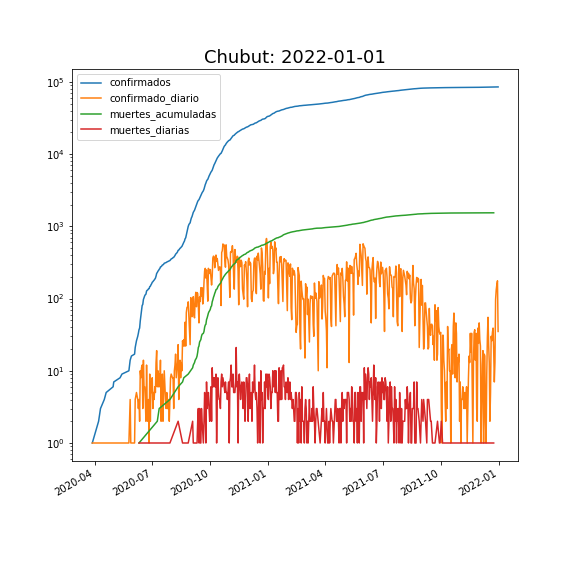 Chubut: 2022-01-01
confirmados
confirmado_diario
muertes_acumuladas
muertes_diarias
10^5
10^4
10^3
10^2
10^1
10^0
2020-04 2020-07 2020-10 2021-01 2021-04 2021-07 2021-10 2022-01